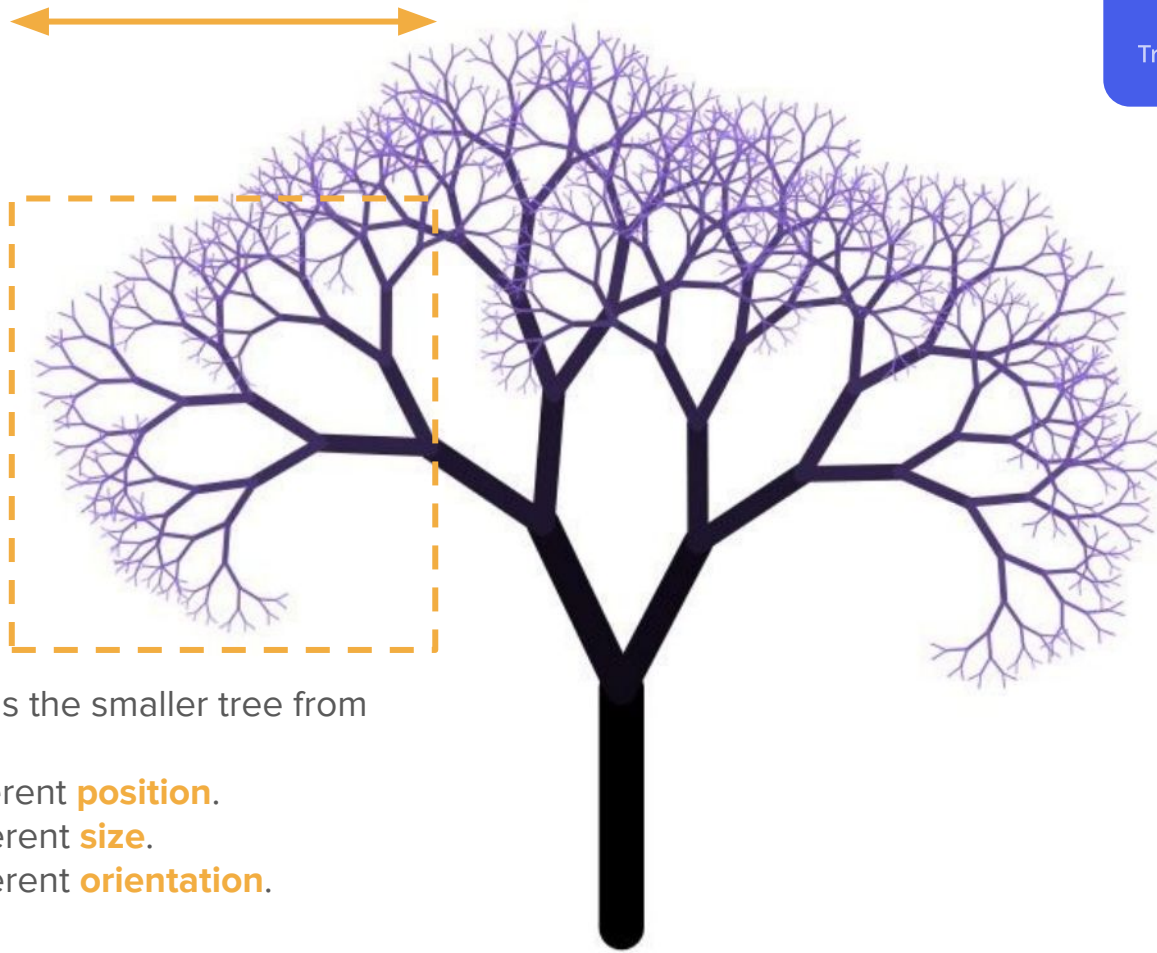 Tr
s the smaller tree from
erent position.
erent size.
erent orientation.